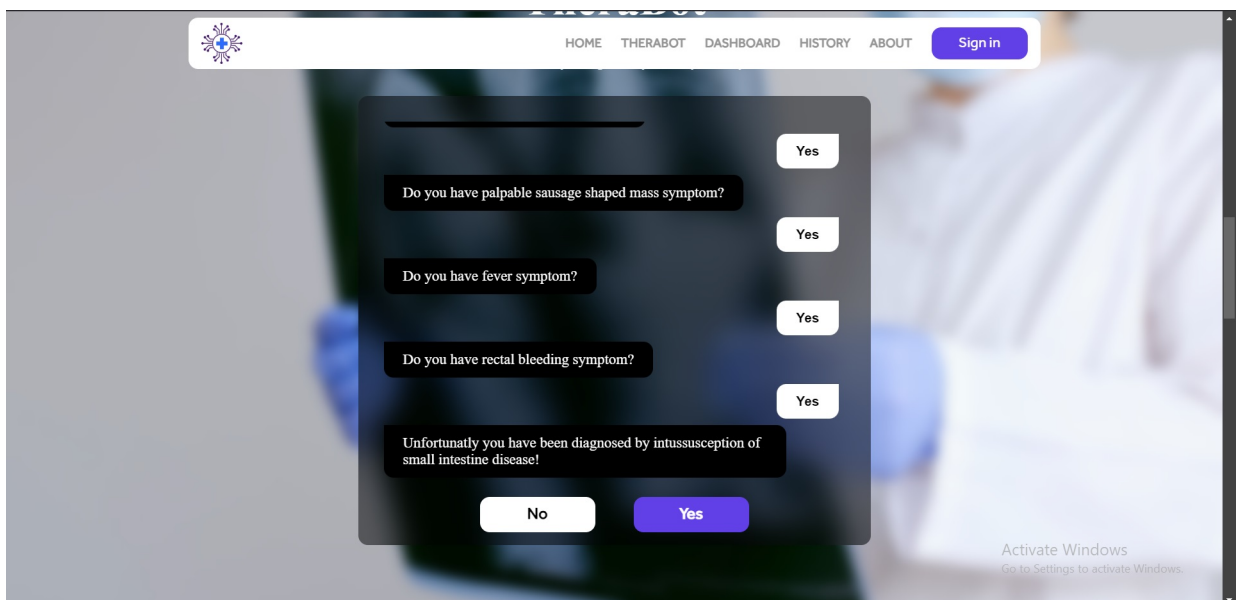 HOME THERABOT DASHBOARD HISTORY ABOUT Sign in
Yes
Do you have palpable sausage shaped mass symptom?
Yes
Do you have fever symptom?
Yes
Do you have rectal bleeding symptom?
Yes
Unfortunatly you have been diagnosed by intussusception of
small intestine disease!
No Yes
Activate Windows
Go to Settings to activate Windows.